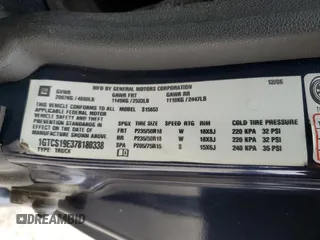 MFD BY GENERAL MOTORS CORPORATION
12/06
GVWR GAWR FRT GAWR RR
2087KG / 4600LB 1149KG / 2532LB 1110KG / 2447LB
THIS VEHICLE CONFORMS TO ALL
APPLICABLE FEDERAL MOTOR
VEHICLE SAFETY, BUMPER, AND THEFT
PREVENTION STANDARDS IN EFFECT
ON THE DATE OF MANUFACTURE
SHOWN ABOVE.
1GTCS19E378180338
TYPE: TRUCK
MODEL: S15653
SPGX TIRE SIZE SPEED RTG RIM COLD TIRE PRESSURE
FRT P235/50R18 W 18X8J 220 KPA 32 PSI
RR P235/50R18 W 18X8J 220 KPA 32 PSI
SPA P205/75R15 S 15X6J 240 KPA 35 PSI
AUTOHISTORY.US